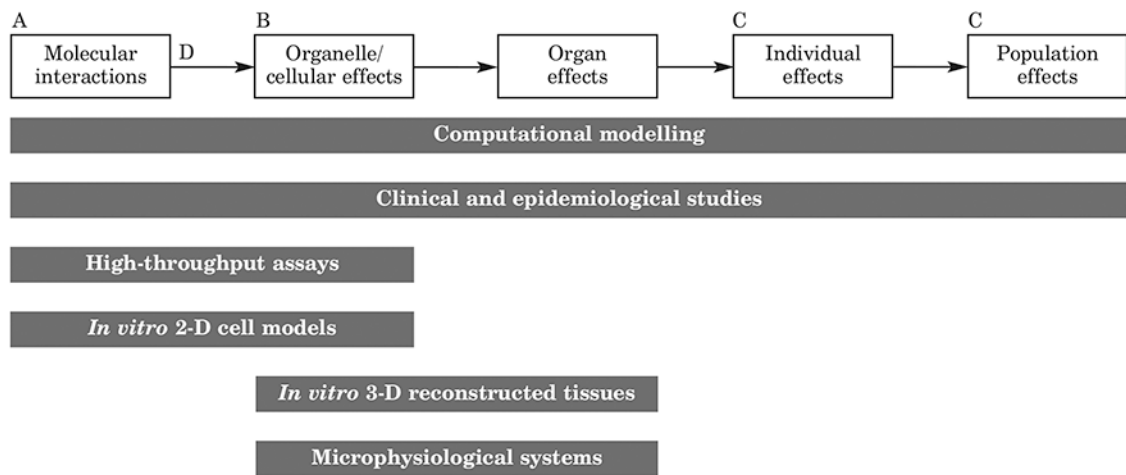 A
B
C
C
Molecular
interactions
D
Organelle/
cellular effects
Organ
effects
Individual
effects
Population
effects
Computational modelling
Clinical and epidemiological studies
High-throughput assays
In vitro 2-D cell models
In vitro 3-D reconstructed tissues
Microphysiological systems